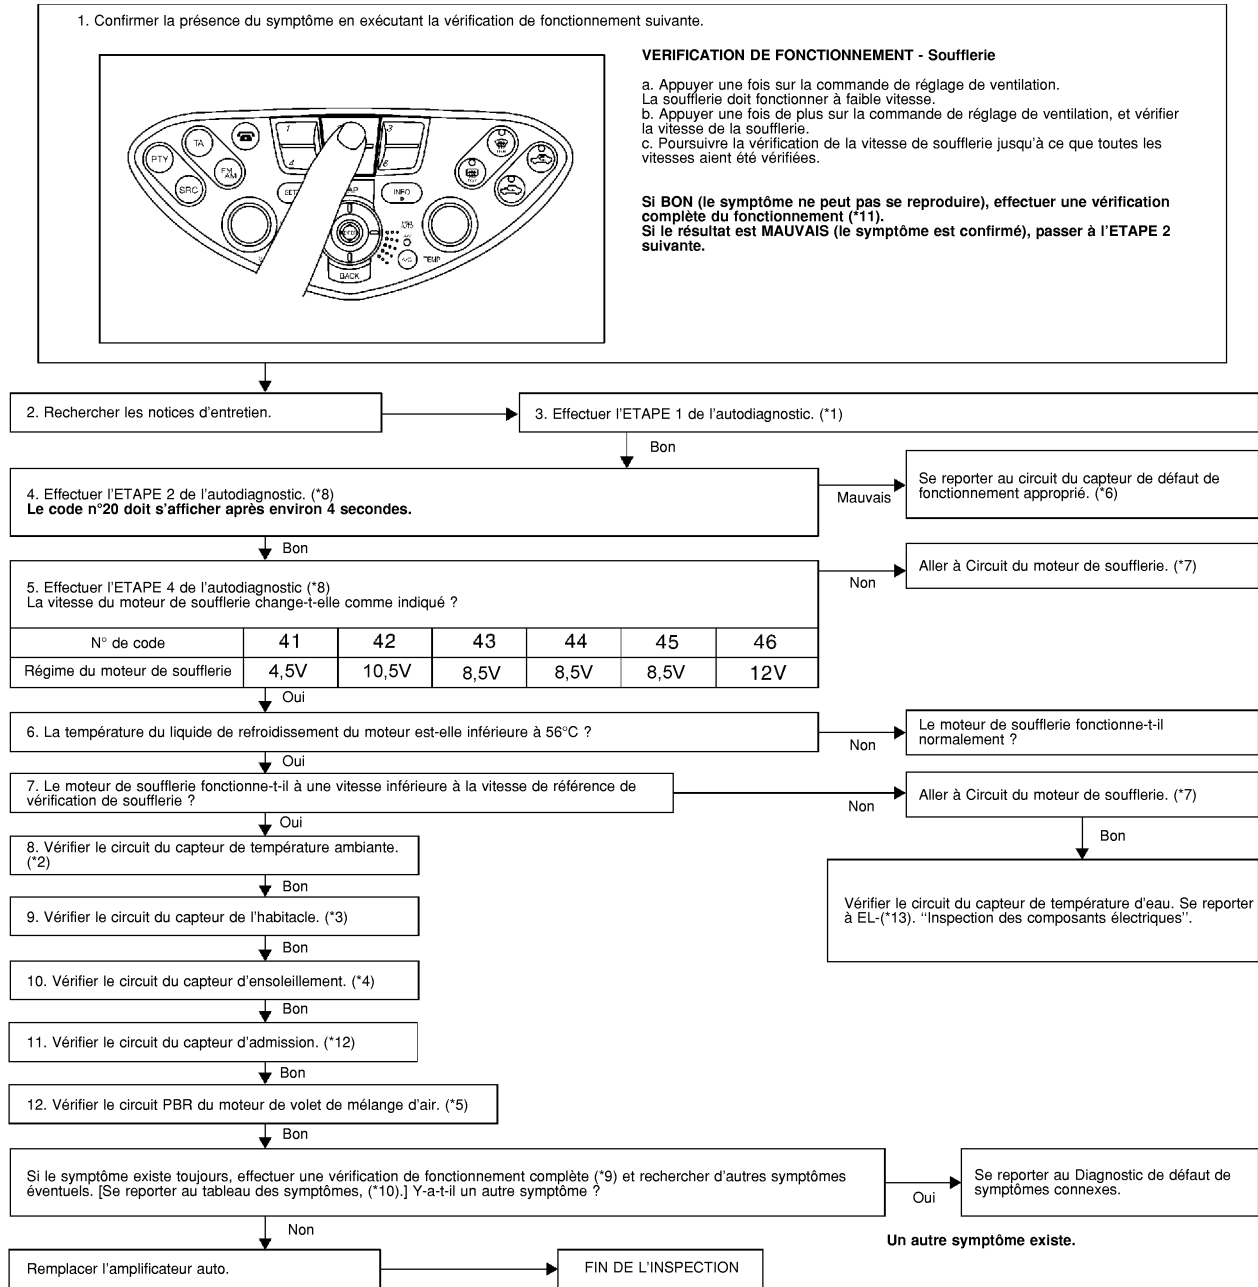 1. Confirmer la présence du symptôme en exécutant la vérification de fonctionnement suivante.
VERIFICATION DE FONCTIONNEMENT - Soufflerie
a. Appuyer une fois sur la commande de réglage de ventilation.
La soufflerie doit fonctionner à faible vitesse.
b. Appuyer une fois de plus sur la commande de réglage de ventilation, et vérifier
la vitesse de la soufflerie.
c. Poursuivre la vérification de la vitesse de soufflerie jusqu'à ce que toutes les
vitesses aient été vérifiées.
Si BON (le symptôme ne peut pas se reproduire), effectuer une vérification
complète du fonctionnement (*11).
Si le résultat est MAUVAIS (le symptôme est confirmé), passer à l'ETAPE 2
suivante.
PTY
TA
SRC
FM
AM
1
3
4
6
INFO
BACK
A/C
TEMP
2. Rechercher les notices d'entretien.
3. Effectuer l'ETAPE 1 de l'autodiagnostic. (*1)
Bon
4. Effectuer l'ETAPE 2 de l'autodiagnostic. (*8)
Le code n°20 doit s'afficher après environ 4 secondes.
Mauvais
Se reporter au circuit du capteur de défaut de
fonctionnement approprié. (*6)
Bon
5. Effectuer l'ETAPE 4 de l'autodiagnostic (*8)
La vitesse du moteur de soufflerie change-t-elle comme indiqué ?
Non
Aller à Circuit du moteur de soufflerie. (*7)
N° de code 41 42 43 44 45 46
Régime du moteur de soufflerie 4,5V 10,5V 8,5V 8,5V 8,5V 12V
Oui
6. La température du liquide de refroidissement du moteur est-elle inférieure à 56°C ?
Non
Le moteur de soufflerie fonctionne-t-il
normalement ?
Oui
7. Le moteur de soufflerie fonctionne-t-il à une vitesse inférieure à la vitesse de référence de
vérification de soufflerie ?
Non
Aller à Circuit du moteur de soufflerie. (*7)
Oui
Bon
8. Vérifier le circuit du capteur de température ambiante.
(*2)
Vérifier le circuit du capteur de température d'eau. Se reporter
à EL-(*13). "Inspection des composants électriques".
Bon
9. Vérifier le circuit du capteur de l'habitacle. (*3)
Bon
10. Vérifier le circuit du capteur d'ensoleillement. (*4)
Bon
11. Vérifier le circuit du capteur d'admission. (*12)
Bon
12. Vérifier le circuit PBR du moteur de volet de mélange d'air. (*5)
Bon
Si le symptôme existe toujours, effectuer une vérification de fonctionnement complète (*9) et rechercher d'autres symptômes
éventuels. [Se reporter au tableau des symptômes, (*10).] Y-a-t-il un autre symptôme ?
Oui
Se reporter au Diagnostic de défaut de
symptômes connexes.
Un autre symptôme existe.
Non
Remplacer l'amplificateur auto.
FIN DE L'INSPECTION